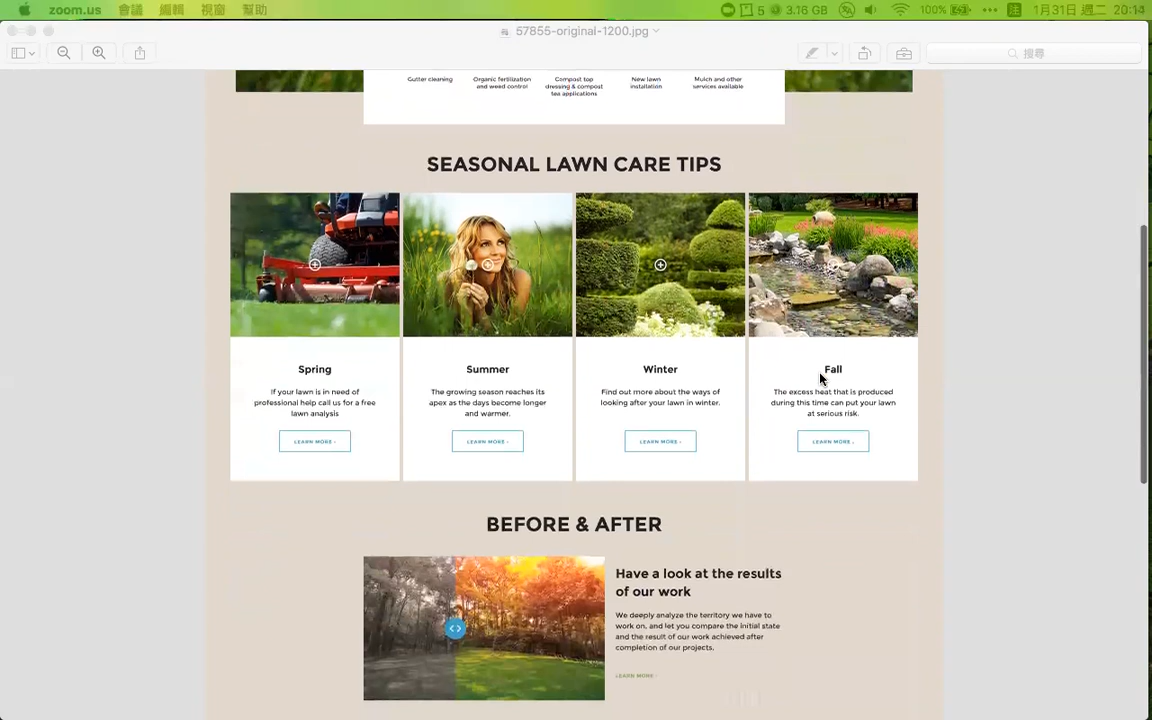 zoom.us 會議 編輯 視窗 幫助 5 3.16 GB 100% 注 1月31日 週二 20:14
57855-original-1200.jpg
搜尋
Gutter cleaning
Organic fertilization
and weed control
Compost top
dressing & compost
tea applications
New lawn
installation
Mulch and other
services available
SEASONAL LAWN CARE TIPS
Spring
If your lawn is in need of
professional help call us for a free
lawn analysis
LEARN MORE ›
Summer
The growing season reaches its
apex as the days become longer
and warmer.
LEARN MORE ›
Winter
Find out more about the ways of
looking after your lawn in winter.
LEARN MORE ›
Fall
The excess heat that is produced
during this time can put your lawn
at serious risk.
LEARN MORE ›
BEFORE & AFTER
Have a look at the results
of our work
We deeply analyze the territory we have to
work on, and let you compare the initial state
and the result of our work achieved after
completion of our projects.
LEARN MORE ›